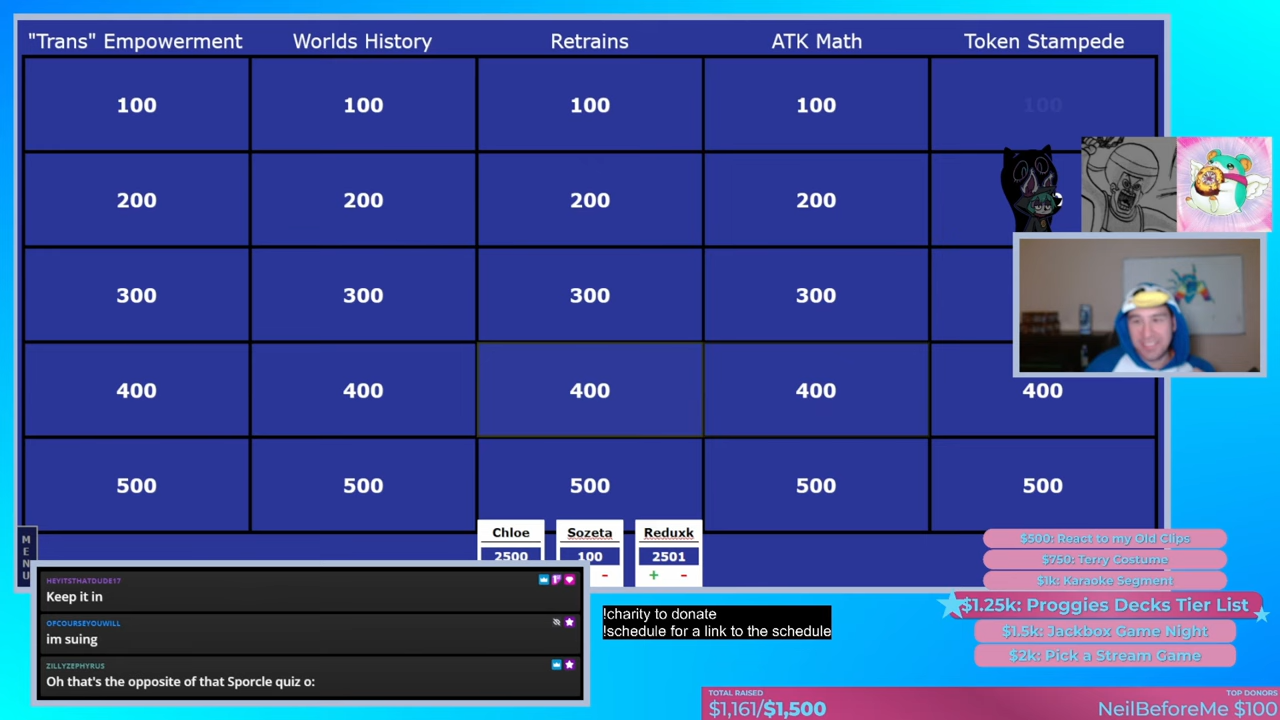 "Trans" Empowerment Worlds History Retrains ATK Math Token Stampede
100 100 100 100 100
200 200 200 200
300 300 300 300
400 400 400 400 400
500 500 500 500 500
MENU
Chloe Sozeta Reduxk
2500 100 2501
- + -
HEYITSTHATDUDE17
Keep it in
OFCOURSEYOUWILL
im suing
ZILLYZEPHYRUS
Oh that's the opposite of that Sporcle quiz o:
!charity to donate
!schedule for a link to the schedule
$500: React to my Old Clips
$750: Terry Costume
$1k: Karaoke Segment
$1.25k: Proggies Decks Tier List
$1.5k: Jackbox Game Night
$2k: Pick a Stream Game
TOTAL RAISED
$1,161/$1,500
TOP DONORS
NeilBeforeMe $100